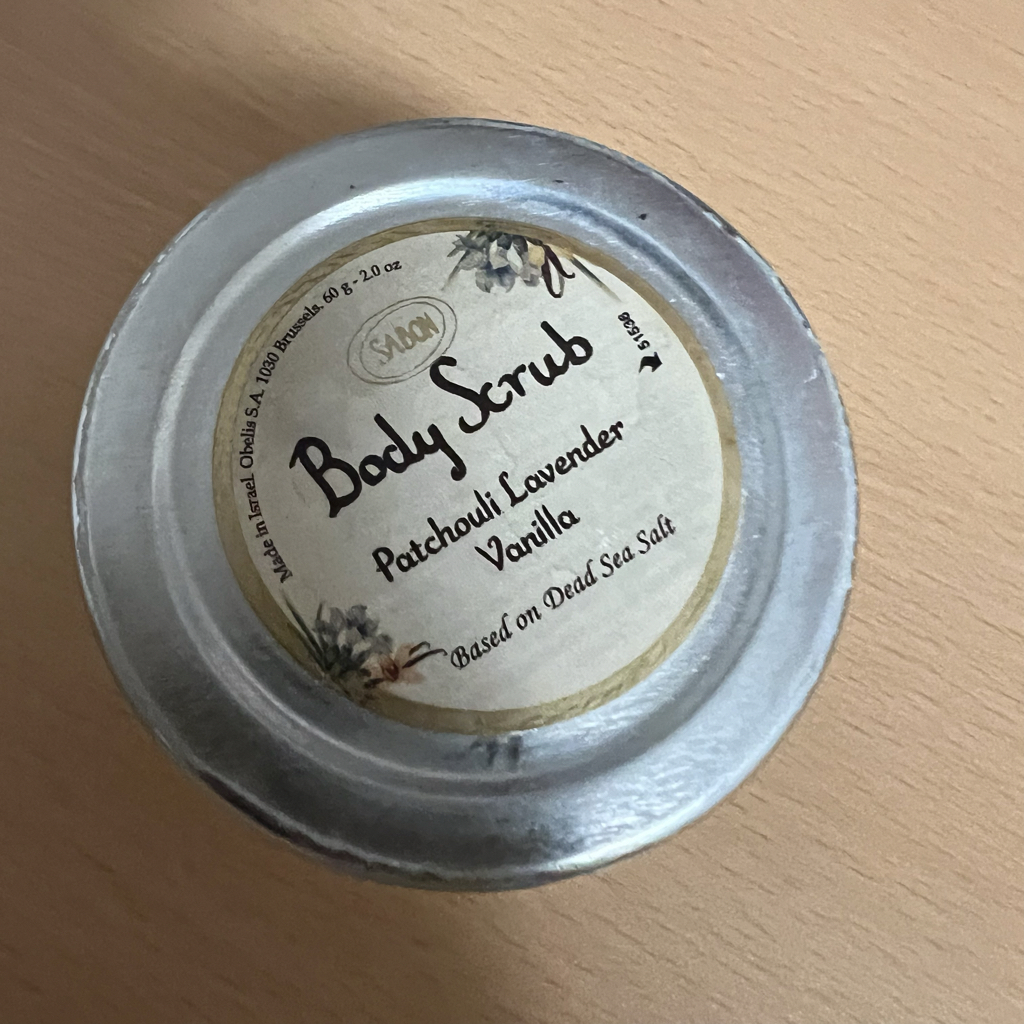 Made in Israel. Obelis S.A. 1030 Brussels. 60 g - 2.0 oz
SABON
Body Scrub
Patchouli Lavender
Vanilla
Based on Dead Sea Salt
51538